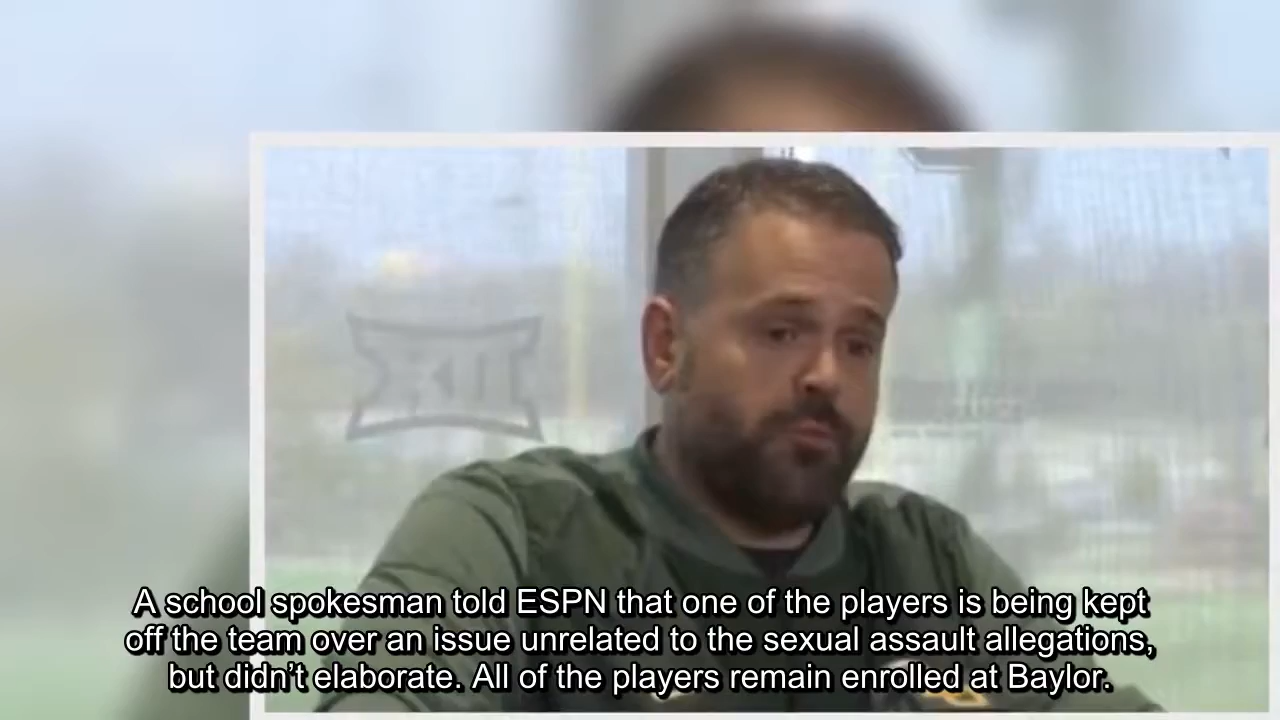 XII
A school spokesman told ESPN that one of the players is being kept
off the team over an issue unrelated to the sexual assault allegations,
but didn’t elaborate. All of the players remain enrolled at Baylor.